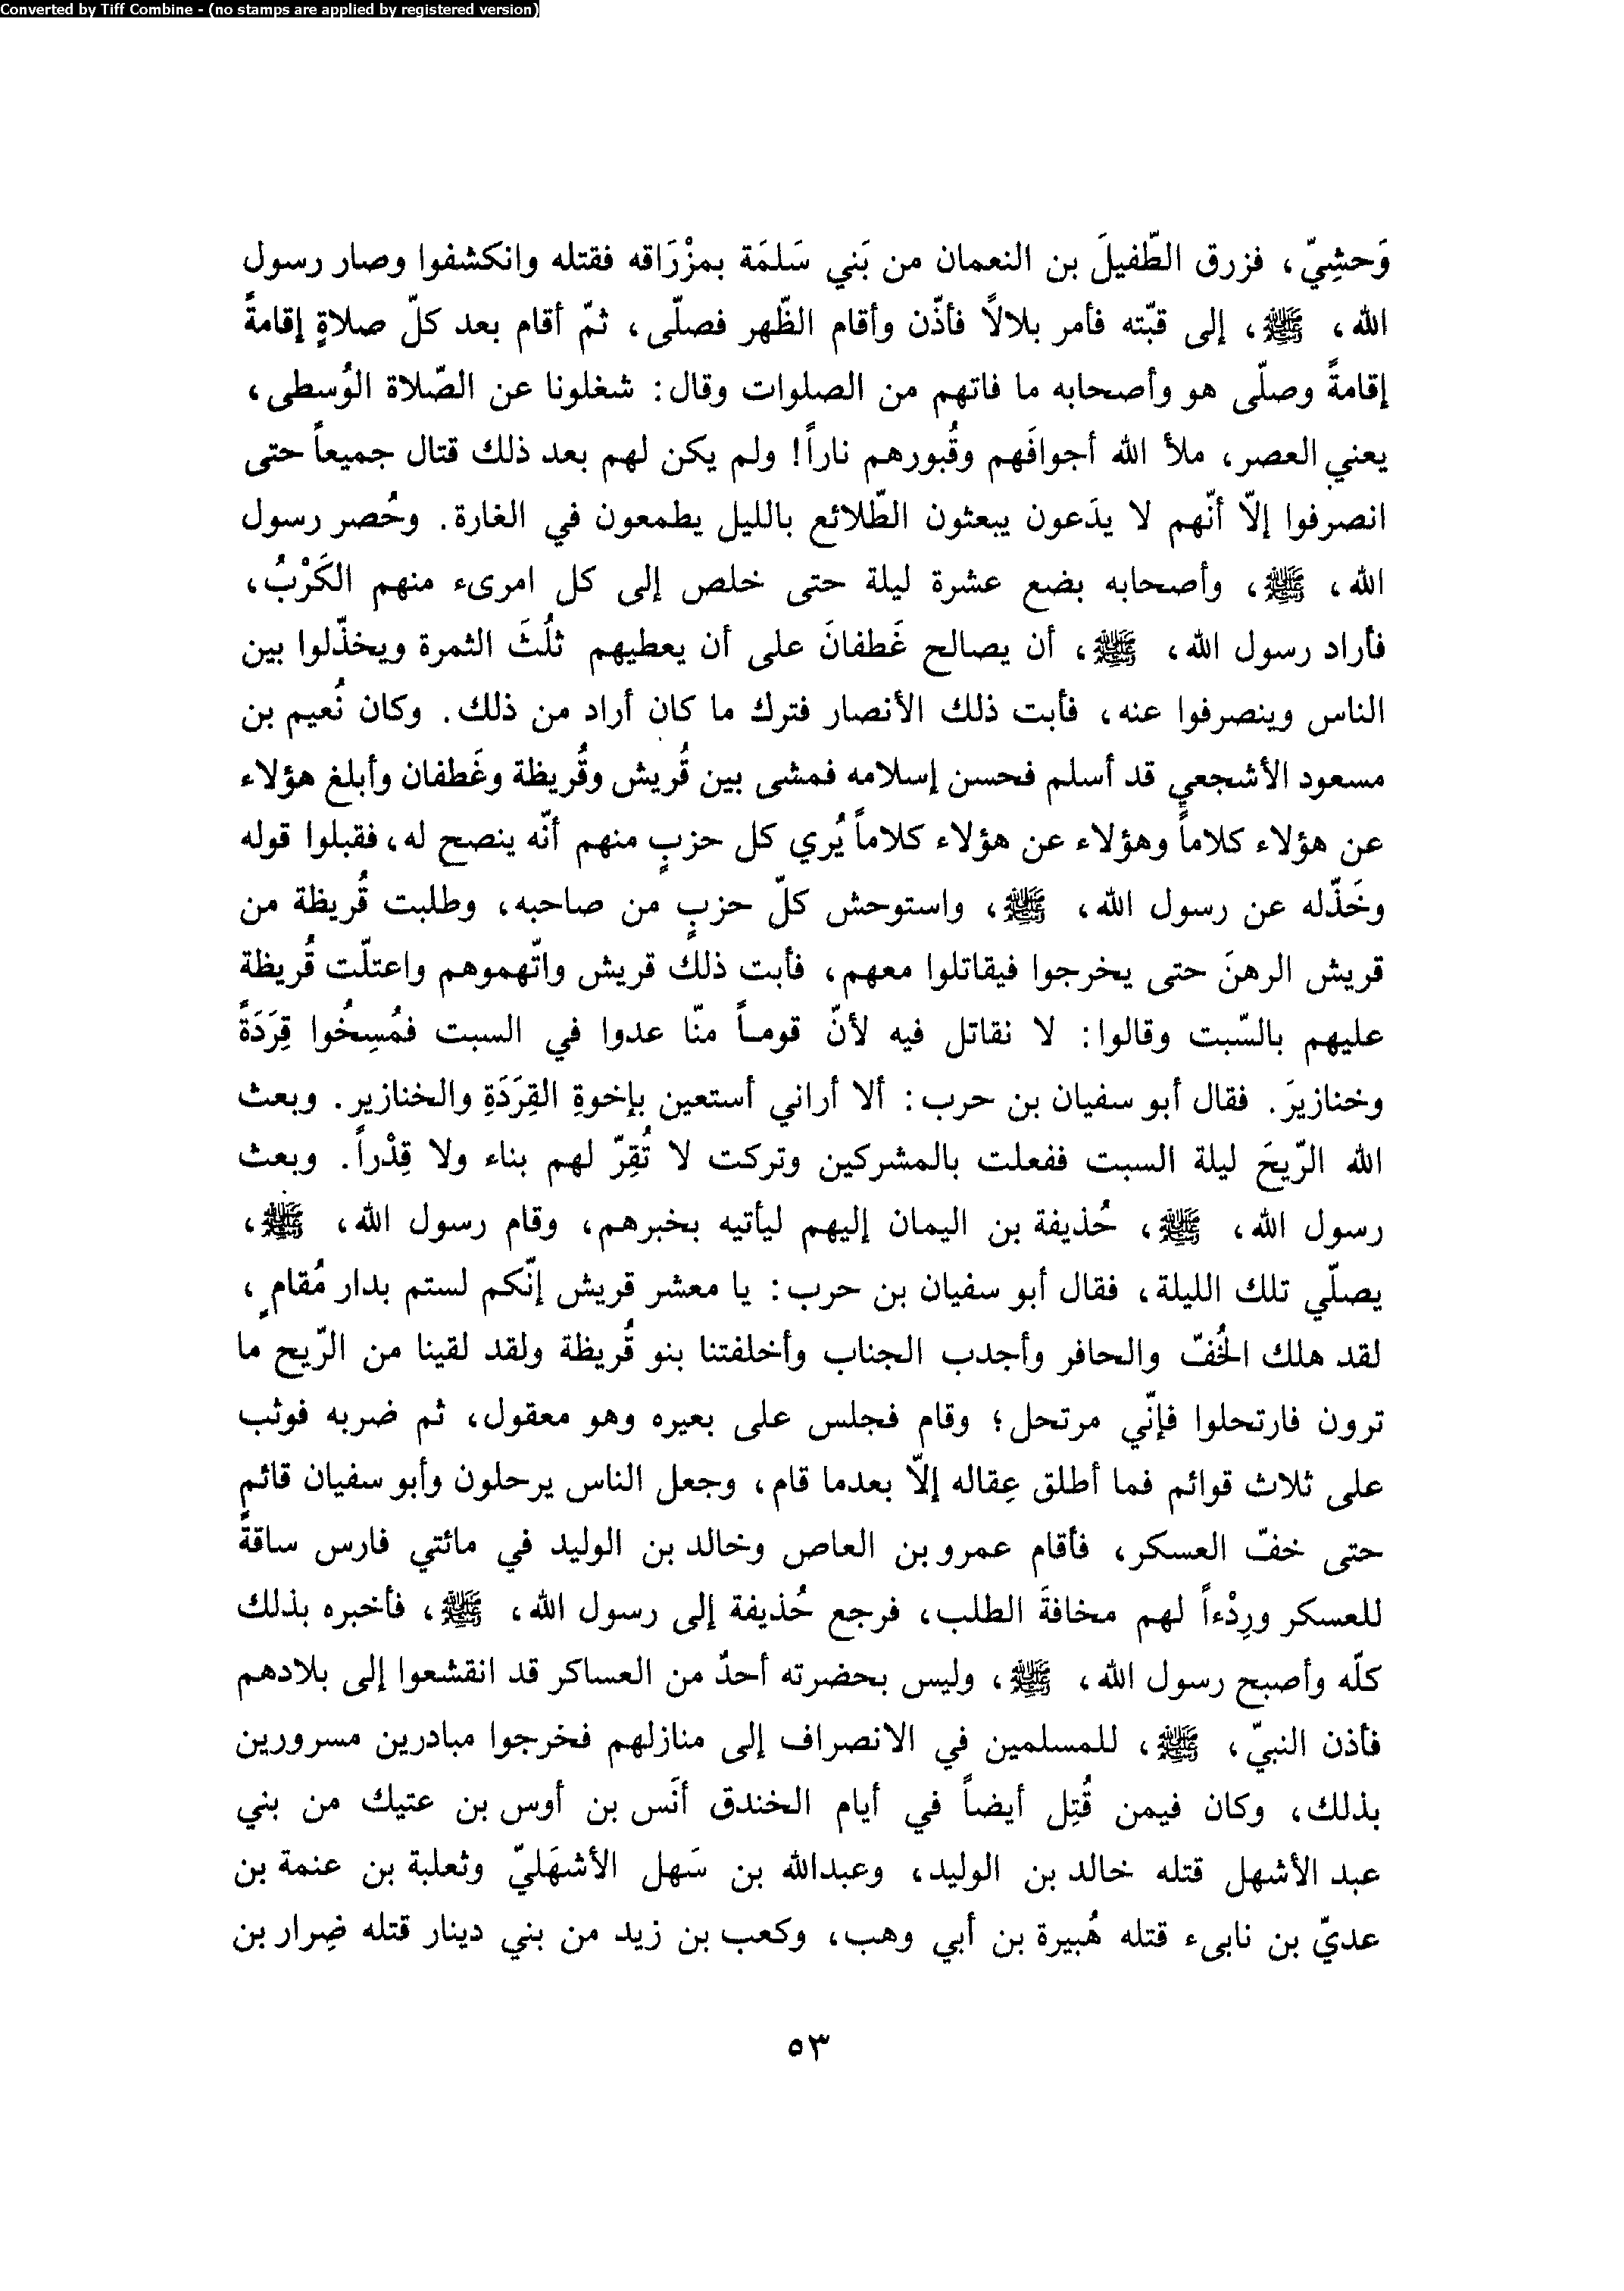 Converted by Tiff Combine - (no stamps are applied by registered version)
وَحشِيّ، فزرق الطّفيلَ بن النعمان من بَني سَلمَة بمزْرَاقه فقتله وانكشفوا وصار رسول
الله، ﷺ، إلى قبّته فأمر بلالاً فأذّن وأقام الظّهر فصلّى، ثمّ أقام بعد كلّ صلاةٍ إقامةً
إقامةً وصلّى هو وأصحابه ما فاتهم من الصلوات وقال: شغلونا عن الصّلاة الوُسطى،
يعني العصر، ملأ الله أجوافَهم وقُبورهم ناراً! ولم يكن لهم بعد ذلك قتال جميعاً حتى
انصرفوا إلاّ أنّهم لا يدَعون يبعثون الطّلائع بالليل يطمعون في الغارة. وحُصر رسول
الله، ﷺ، وأصحابه بضع عشرة ليلة حتى خلص إلى كل امرىء منهم الكَرْبُ،
فأراد رسول الله، ﷺ، أن يصالح غَطفانَ على أن يعطيهم ثلُثَ الثمرة ويخذّلوا بين
الناس وينصرفوا عنه، فأبت ذلك الأنصار فترك ما كان أراد من ذلك. وكان نُعيم بن
مسعود الأشجعي قد أسلم فحسن إسلامه فمشى بين قُريش وقُريظة وغَطفان وأبلغ هؤلاء
عن هؤلاء كلاماً وهؤلاء عن هؤلاء كلاماً يُري كل حزبٍ منهم أنّه ينصح له، فقبلوا قوله
وخَذّله عن رسول الله، ﷺ، واستوحش كلّ حزبٍ من صاحبه، وطلبت قُريظة من
قريش الرهنَ حتى يخرجوا فيقاتلوا معهم، فأبت ذلك قريش واتّهموهم واعتلّت قُريظة
عليهم بالسّبت وقالوا: لا نقاتل فيه لأنّ قوماً منّا عدوا في السبت فمُسِخُوا قِرَدَةً
وخنازيرَ. فقال أبو سفيان بن حرب: ألا أراني أستعين بإخوةِ القِرَدَةِ والخنازير. وبعث
الله الرّيحَ ليلة السبت ففعلت بالمشركين وتركت لا تُقِرّ لهم بناء ولا قِدْراً. وبعث
رسول الله، ﷺ، حُذيفة بن اليمان إليهم ليأتيه بخبرهم، وقام رسول الله، ﷺ،
يصلّي تلك الليلة، فقال أبو سفيان بن حرب: يا معشر قريش إنّكم لستم بدار مُقامٍ،
لقد هلك الخُفّ والحافر وأجدب الجناب وأخلفتنا بنو قُريظة ولقد لقينا من الرّيح ما
ترون فارتحلوا فإنّي مرتحل؛ وقام فجلس على بعيره وهو معقول، ثم ضربه فوثب
على ثلاث قوائم فما أطلق عِقاله إلاّ بعدما قام، وجعل الناس يرحلون وأبو سفيان قائم
حتى خفّ العسكر، فأقام عمرو بن العاص وخالد بن الوليد في مائتي فارس ساقةً
للعسكر ورِدْءاً لهم مخافةَ الطلب، فرجع حُذيفة إلى رسول الله، ﷺ، فأخبره بذلك
كلّه وأصبح رسول الله، ﷺ، وليس بحضرته أحدٌ من العساكر قد انقشعوا إلى بلادهم
فأذن النبيّ، ﷺ، للمسلمين في الانصراف إلى منازلهم فخرجوا مبادرين مسرورين
بذلك، وكان فيمن قُتِل أيضاً في أيام الخندق أنَس بن أوس بن عتيك من بني
عبد الأشهل قتله خالد بن الوليد، وعبدالله بن سَهل الأشهَليّ وثعلبة بن عنمة بن
عديّ بن نابىء قتله هُبيرة بن أبي وهب، وكعب بن زيد من بني دينار قتله ضِرار بن
٥٣